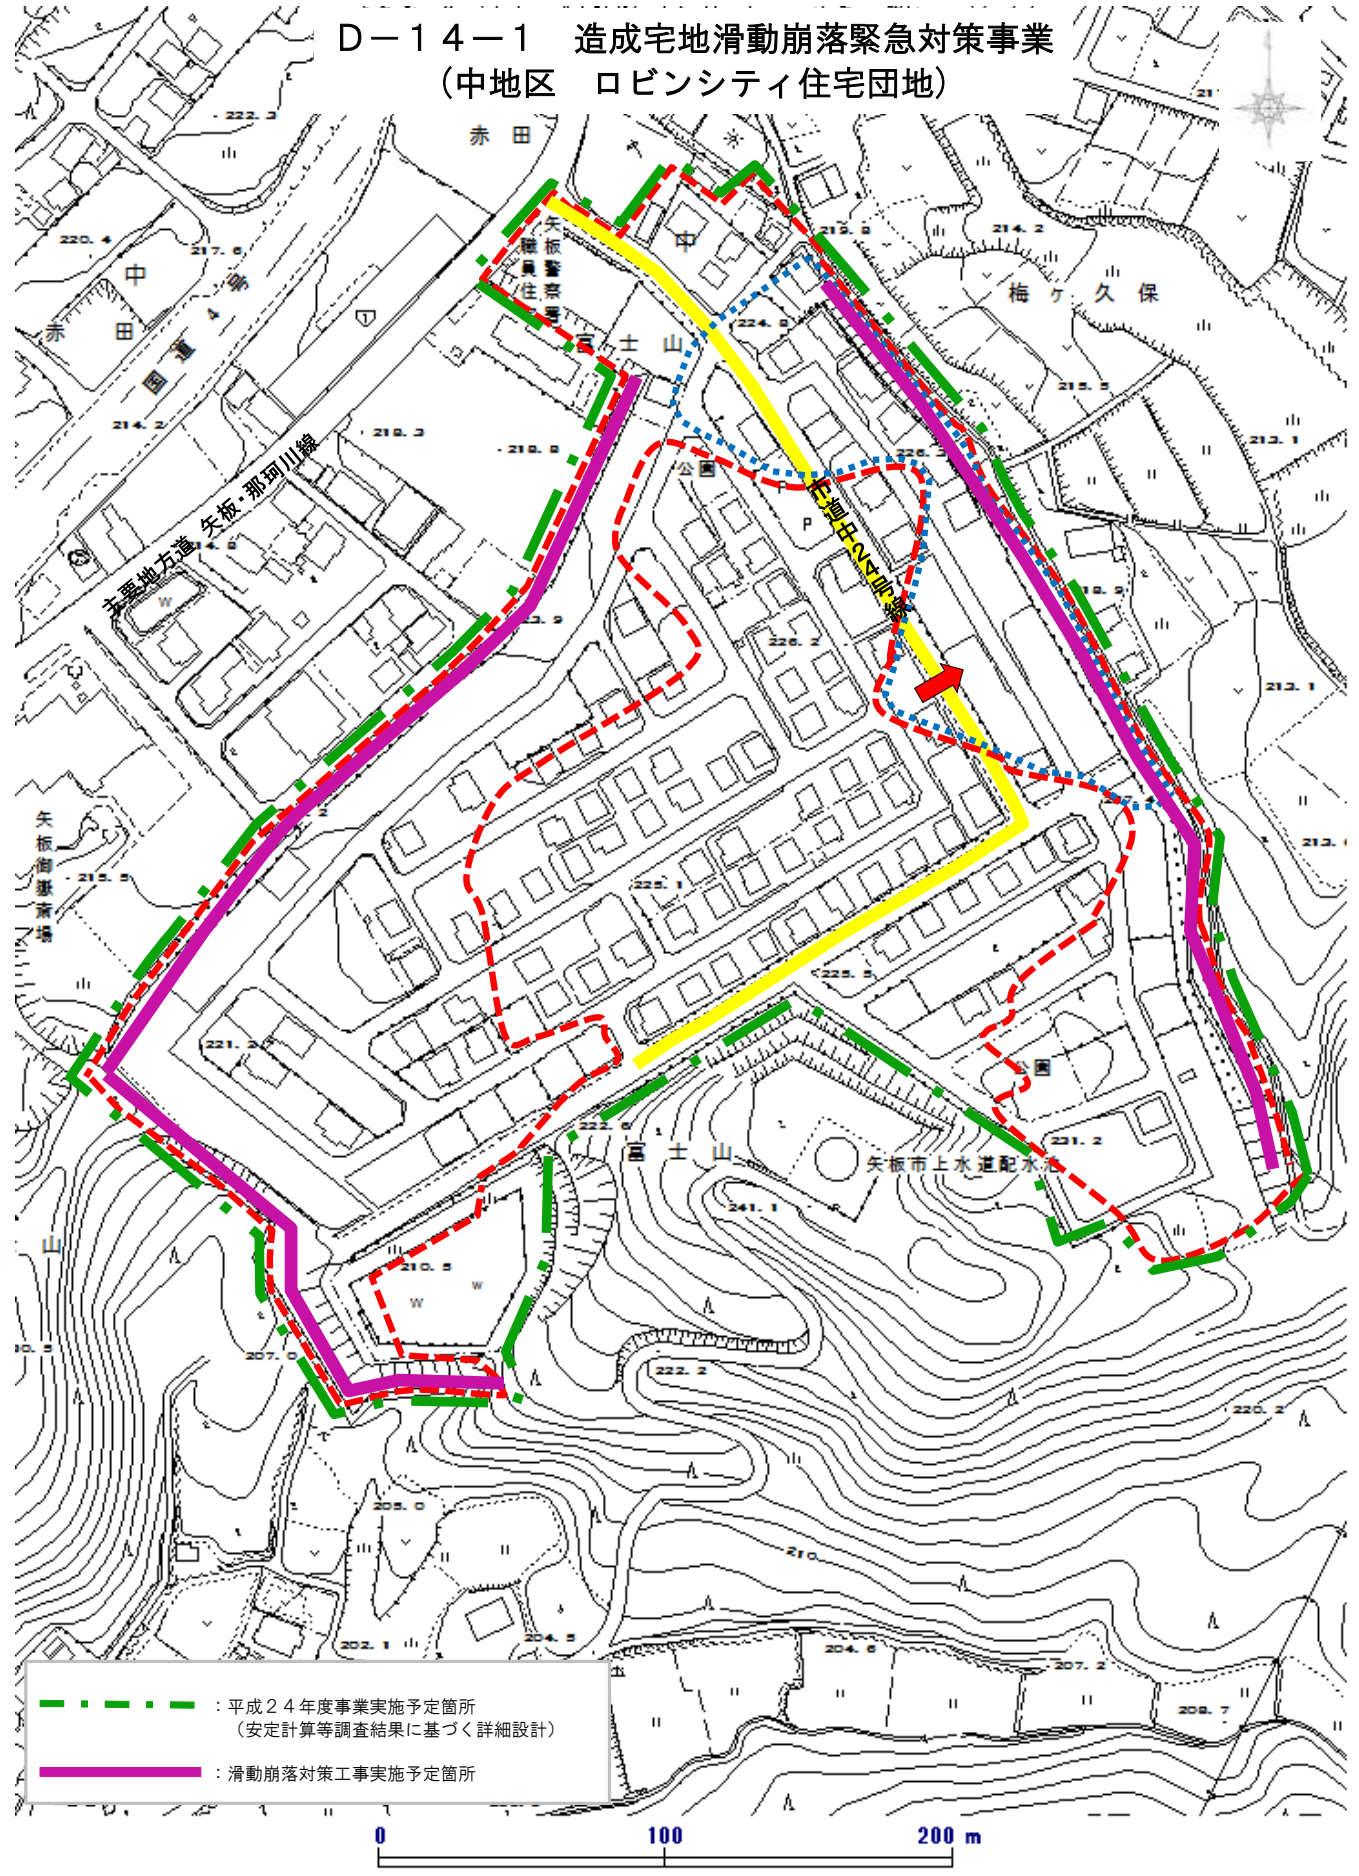 D－１４－１　造成宅地滑動崩落緊急対策事業
（中地区　ロビンシティ住宅団地）
赤田
222.3
220.4
217.6
中
赤田
国道4号
214.2
218.3
218.8
主要地方道 矢板・那珂川線
矢板警察署
職員住宅
富士山
中
219.8
214.2
梅ヶ久保
224.8
215.5
213.1
公園
P
市道中24号線
226.2
213.1
225.1
225.5
矢板御嶽斎場
215.5
221.2
公園
222.6
富士山
231.2
矢板市上水道配水池
241.1
山
210.5
W
W
W
207.0
222.2
220.2
205.0
210
202.1
204.5
204.6
207.2
208.7
：平成２４年度事業実施予定箇所
（安定計算等調査結果に基づく詳細設計）
：滑動崩落対策工事実施予定箇所
0 100 200 m